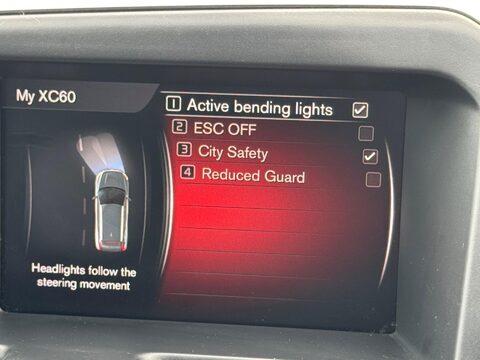 My XC60
1 Active bending lights
2 ESC OFF
3 City Safety
4 Reduced Guard
Headlights follow the
steering movement